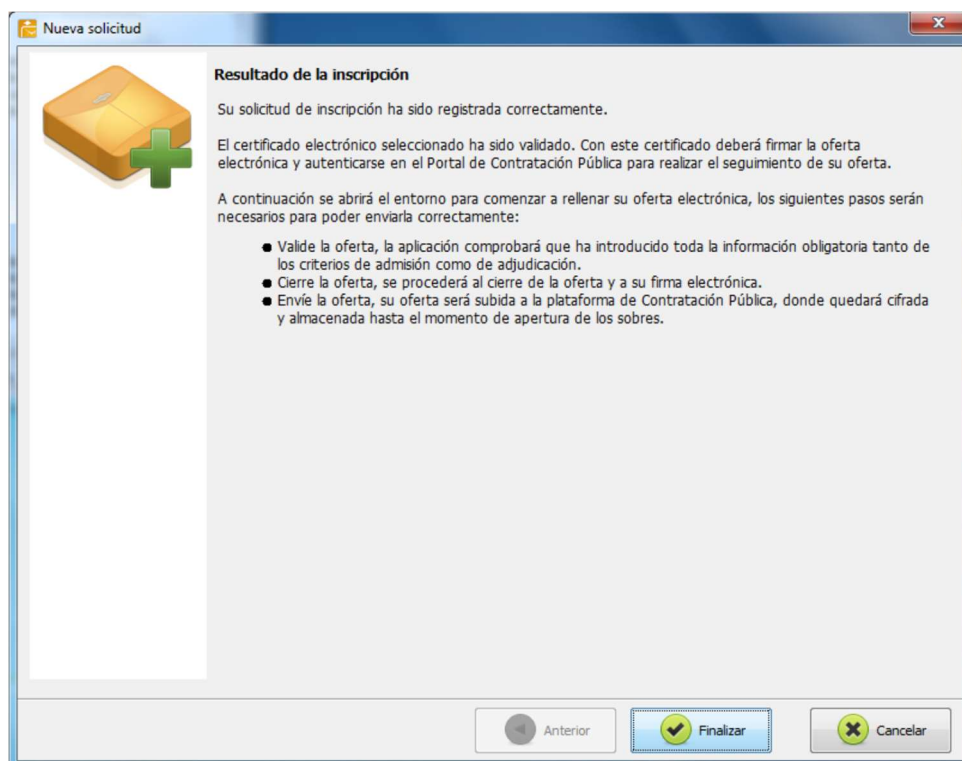 Nueva solicitud
x
Resultado de la inscripción
Su solicitud de inscripción ha sido registrada correctamente.
El certificado electrónico seleccionado ha sido validado. Con este certificado deberá firmar la oferta
electrónica y autenticarse en el Portal de Contratación Pública para realizar el seguimiento de su oferta.
A continuación se abrirá el entorno para comenzar a rellenar su oferta electrónica, los siguientes pasos serán
necesarios para poder enviarla correctamente:
● Valide la oferta, la aplicación comprobará que ha introducido toda la información obligatoria tanto de
los criterios de admisión como de adjudicación.
● Cierre la oferta, se procederá al cierre de la oferta y a su firma electrónica.
● Envíe la oferta, su oferta será subida a la plataforma de Contratación Pública, donde quedará cifrada
y almacenada hasta el momento de apertura de los sobres.
Anterior
Finalizar
Cancelar